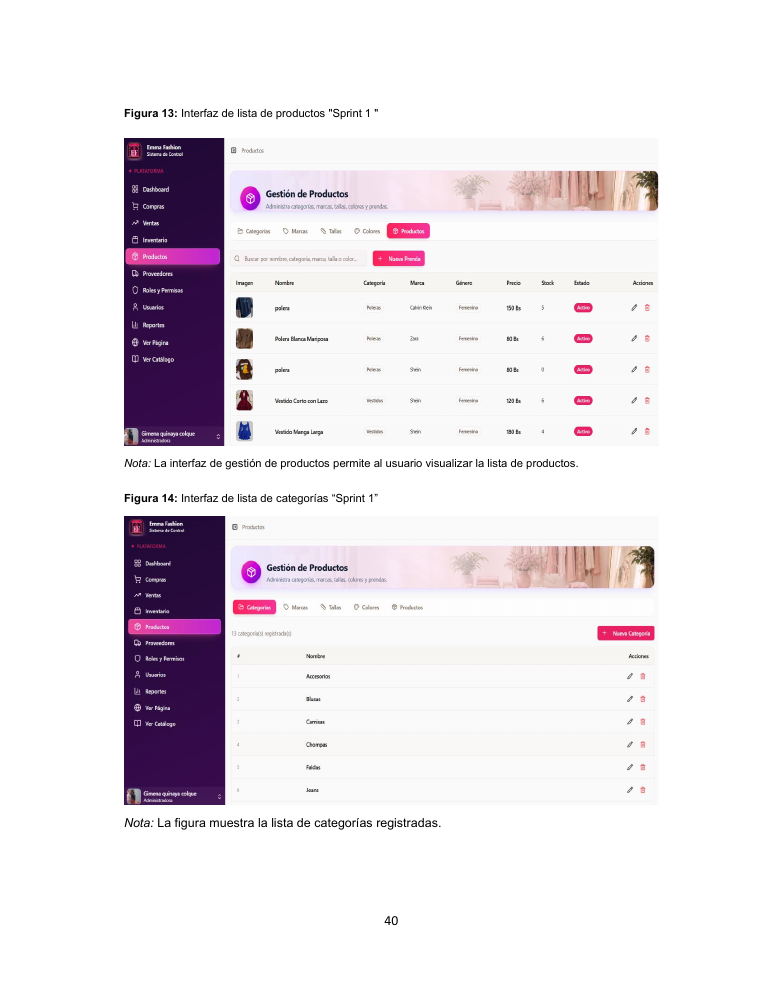 Figura 13: Interfaz de lista de productos "Sprint 1 "
Emma Fashion
Sistema de Control
PLATAFORMA
Dashboard
Compras
Ventas
Inventario
Productos
Proveedores
Roles y Permisos
Usuarios
Reportes
Ver Página
Ver Catálogo
Gimena quinaya colque
Administradora
Productos
Gestión de Productos
Administra categorías, marcas, tallas, colores y prendas.
Categorías Marcas Tallas Colores Productos
Buscar por nombre, categoría, marca, talla o color... + Nueva Prenda
Imagen Nombre Categoría Marca Género Precio Stock Estado Acciones
polera Poleras Calvin Klein Femenino 150 Bs 5 Activo
Polera Blanca Mariposa Poleras Zara Femenino 80 Bs 6 Activo
polera Poleras Shein Femenino 80 Bs 0 Activo
Vestido Corto con Lazo Vestidos Shein Femenino 120 Bs 6 Activo
Vestido Manga Larga Vestidos Shein Femenino 180 Bs 4 Activo
Nota: La interfaz de gestión de productos permite al usuario visualizar la lista de productos.
Figura 14: Interfaz de lista de categorías “Sprint 1”
Emma Fashion
Sistema de Control
PLATAFORMA
Dashboard
Compras
Ventas
Inventario
Productos
Proveedores
Roles y Permisos
Usuarios
Reportes
Ver Página
Ver Catálogo
Gimena quinaya colque
Administradora
Productos
Gestión de Productos
Administra categorías, marcas, tallas, colores y prendas.
Categorías Marcas Tallas Colores Productos
13 categoría(s) registrada(s) + Nueva Categoría
# Nombre Acciones
1 Accesorios
2 Blusas
3 Camisas
4 Chompas
5 Faldas
6 Jeans
Nota: La figura muestra la lista de categorías registradas.
40